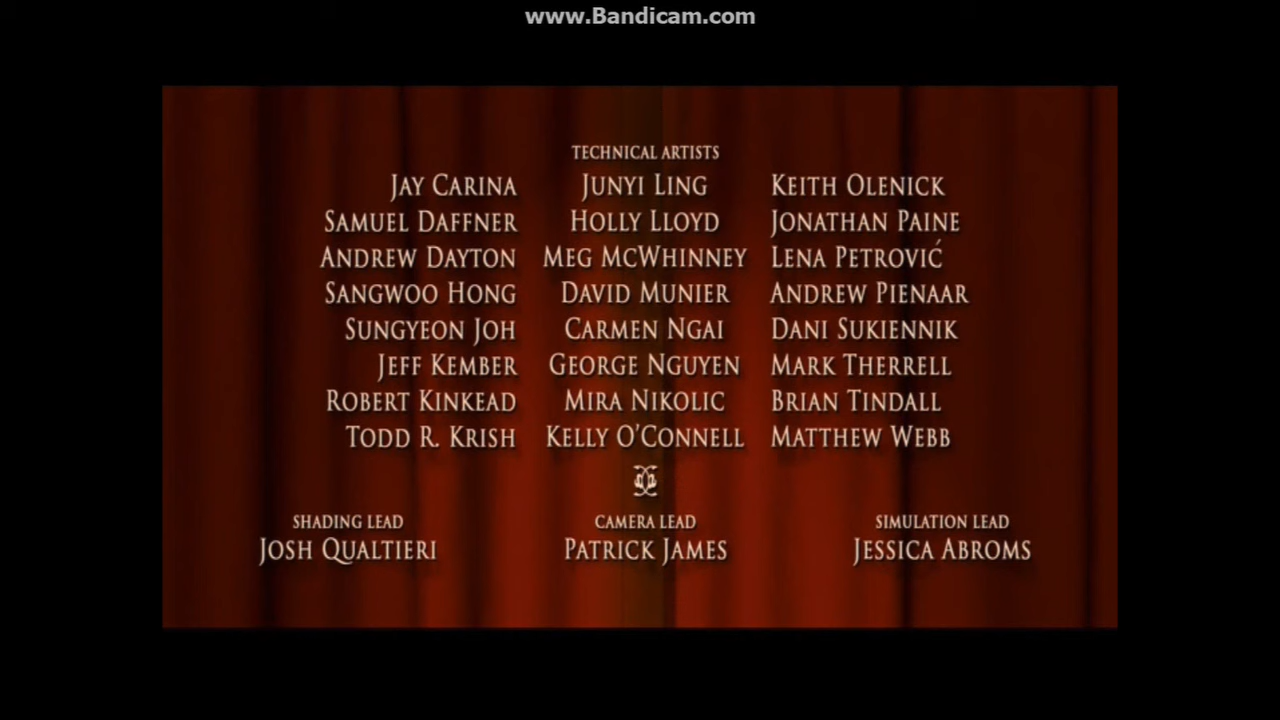 www.Bandicam.com
TECHNICAL ARTISTS
JAY CARINA JUNYI LING KEITH OLENICK
SAMUEL DAFFNER HOLLY LLOYD JONATHAN PAINE
ANDREW DAYTON MEG MCWHINNEY LENA PETROVIĆ
SANGWOO HONG DAVID MUNIER ANDREW PIENAAR
SUNGYEON JOH CARMEN NGAI DANI SUKIENNIK
JEFF KEMBER GEORGE NGUYEN MARK THERRELL
ROBERT KINKEAD MIRA NIKOLIC BRIAN TINDALL
TODD R. KRISH KELLY O'CONNELL MATTHEW WEBB
SHADING LEAD CAMERA LEAD SIMULATION LEAD
JOSH QUALTIERI PATRICK JAMES JESSICA ABROMS